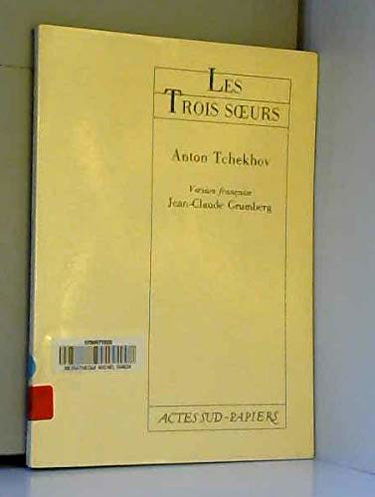 LES
TROIS SŒURS
Anton Tchekhov
Version française
Jean-Claude Grumberg
ACTES SUD-PAPIERS